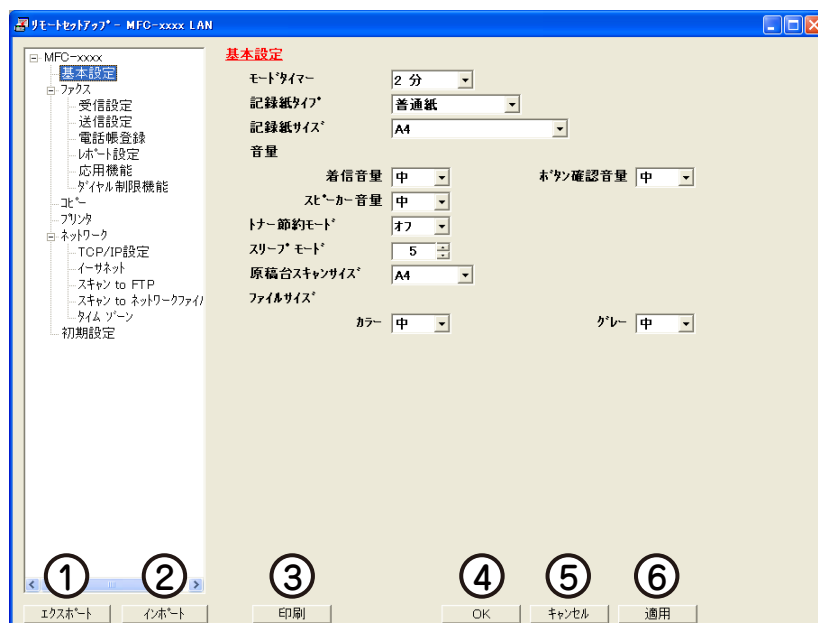 リモートセットアップ - MFC-xxxx LAN
MFC-xxxx
基本設定
ファクス
受信設定
送信設定
電話帳登録
レポート設定
応用機能
ダイヤル制限機能
コピー
プリンタ
ネットワーク
TCP/IP設定
イーサネット
スキャン to FTP
スキャン to ネットワークファイル
タイム ゾーン
初期設定
基本設定
モードタイマー 2 分
記録紙タイプ 普通紙
記録紙サイズ A4
音量
着信音量 中 ボタン確認音量 中
スピーカー音量 中
トナー節約モード オフ
スリープ モード 5
原稿台スキャンサイズ A4
ファイルサイズ
カラー 中 グレー 中
① ② ③ ④ ⑤ ⑥
エクスポート インポート 印刷 OK キャンセル 適用